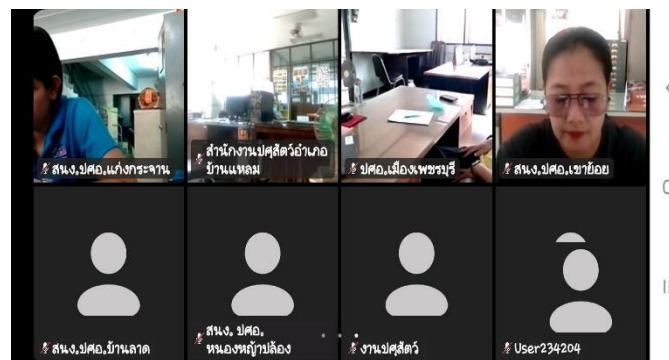 สนง.ปศอ.แก่งกระจาน
สำนักงานปศุสัตว์อำเภอ
บ้านแหลม
ปศอ.เมืองเพชรบุรี
สนง.ปศอ.เขาย้อย
สนง.ปศอ.บ้านลาด
สนง. ปศอ.
หนองหญ้าปล้อง
งานปศุสัตว์
User234204